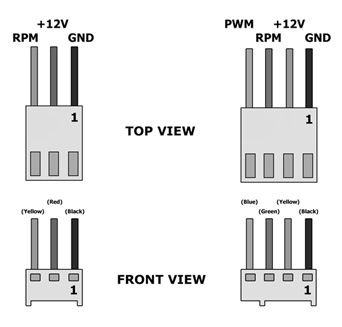 +12V
RPM GND
1
PWM +12V
RPM GND
1
TOP VIEW
(Red)
(Yellow) (Black)
1
(Blue) (Yellow)
(Green) (Black)
1
FRONT VIEW